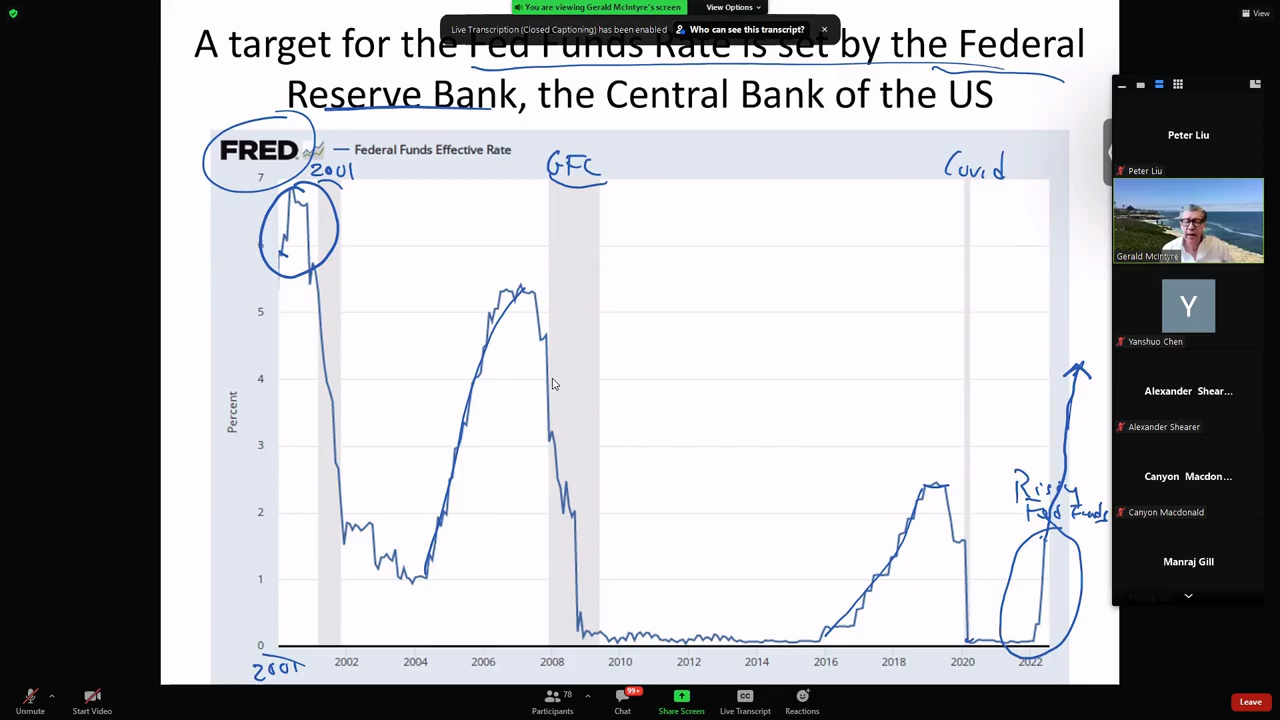 You are viewing Gerald McIntyre's screen
View Options
View
Live Transcription (Closed Captioning) has been enabled
Who can see this transcript?
A target for the Fed Funds Rate is set by the Federal
Reserve Bank, the Central Bank of the US
FRED
Federal Funds Effective Rate
2001
GFC
Covid
7
6
5
4
3
2
1
0
Percent
Fed Funds
2002
2004
2006
2008
2010
2012
2014
2016
2018
2020
2022
2001
Peter Liu
Peter Liu
Gerald McIntyre
Y
Yanshuo Chen
Alexander Shear...
Alexander Shearer
Canyon Macdon...
Canyon Macdonald
Manraj Gill
Manraj Gill
Unmute
Start Video
78
Participants
99+
Chat
Share Screen
CC
Live Transcript
Reactions
Leave